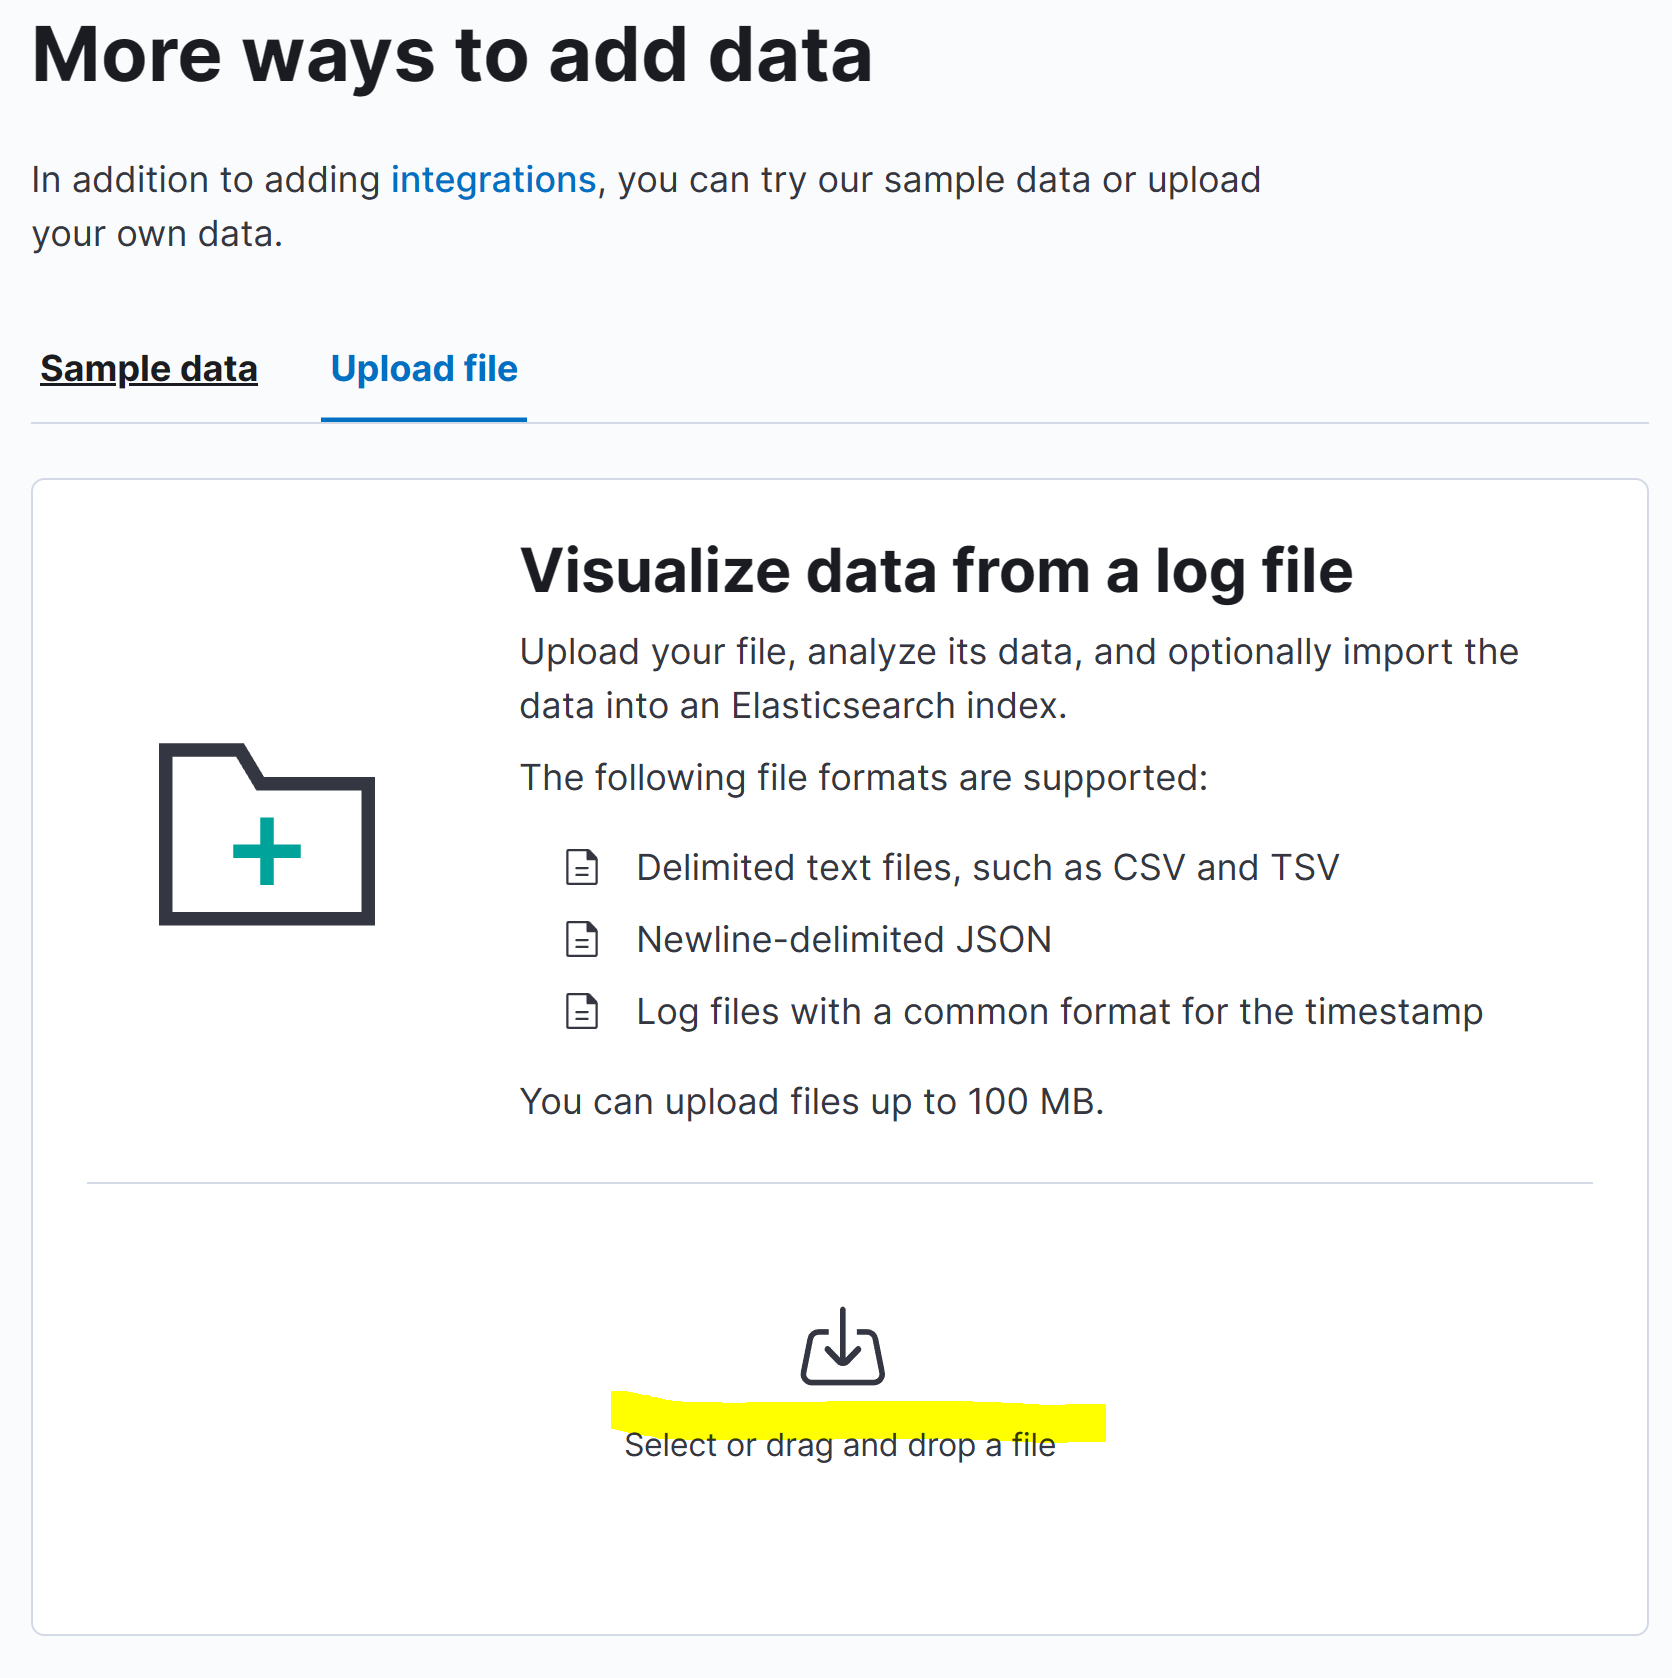 More ways to add data
In addition to adding integrations, you can try our sample data or upload
your own data.
Sample data
Upload file
Visualize data from a log file
Upload your file, analyze its data, and optionally import the
data into an Elasticsearch index.
The following file formats are supported:
Delimited text files, such as CSV and TSV
Newline-delimited JSON
Log files with a common format for the timestamp
You can upload files up to 100 MB.
Select or drag and drop a file